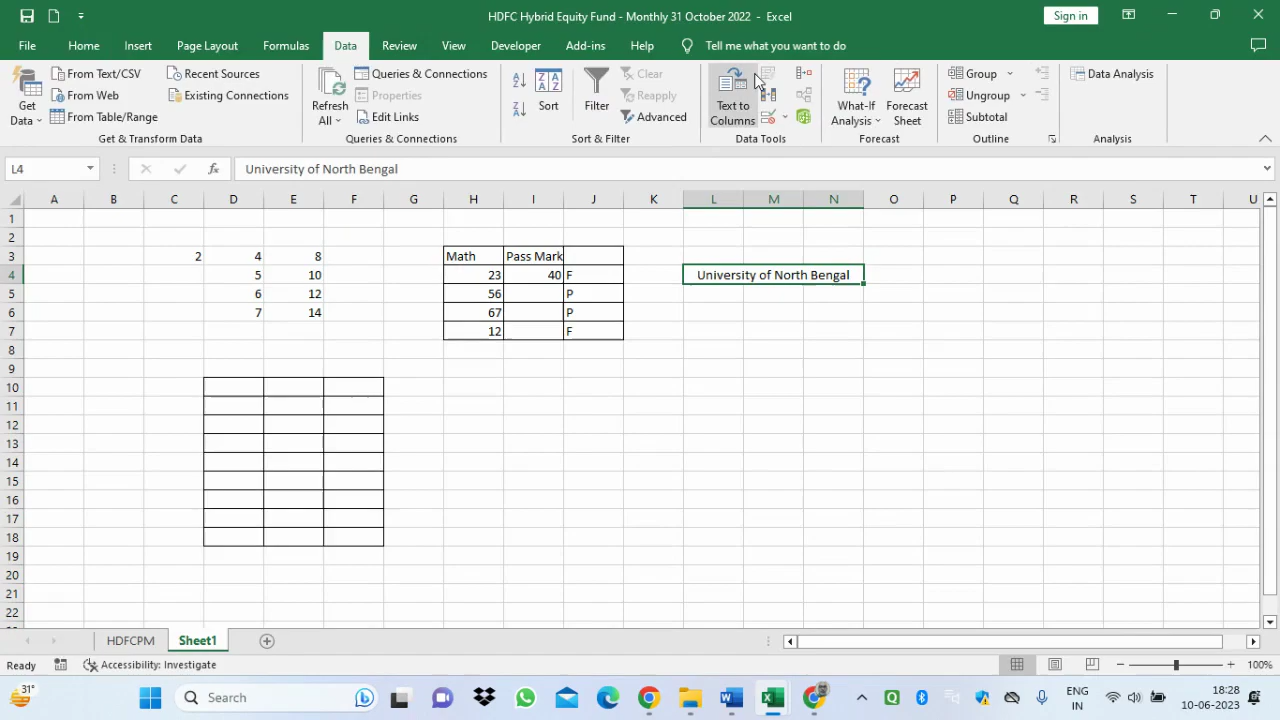 HDFC Hybrid Equity Fund - Monthly 31 October 2022 - Excel
Sign in
File Home Insert Page Layout Formulas Data Review View Developer Add-ins Help Tell me what you want to do
Get Data
From Text/CSV
From Web
From Table/Range
Recent Sources
Existing Connections
Get & Transform Data
Refresh All
Queries & Connections
Properties
Edit Links
Queries & Connections
Sort
Filter
Clear
Reapply
Advanced
Sort & Filter
Text to Columns
Data Tools
What-If Analysis
Forecast Sheet
Forecast
Group
Ungroup
Subtotal
Outline
Data Analysis
Analysis
L4
fx
University of North Bengal
A B C D E F G H I J K L M N O P Q R S T U
1
2
3 2 4 8 Math Pass Mark
4 5 10 23 40 F University of North Bengal
5 6 12 56 P
6 7 14 67 P
7 12 F
8
9
10
11
12
13
14
15
16
17
18
19
20
21
22
HDFCPM Sheet1
Ready Accessibility: Investigate 100%
31° Search ENG IN 18:28 10-06-2023